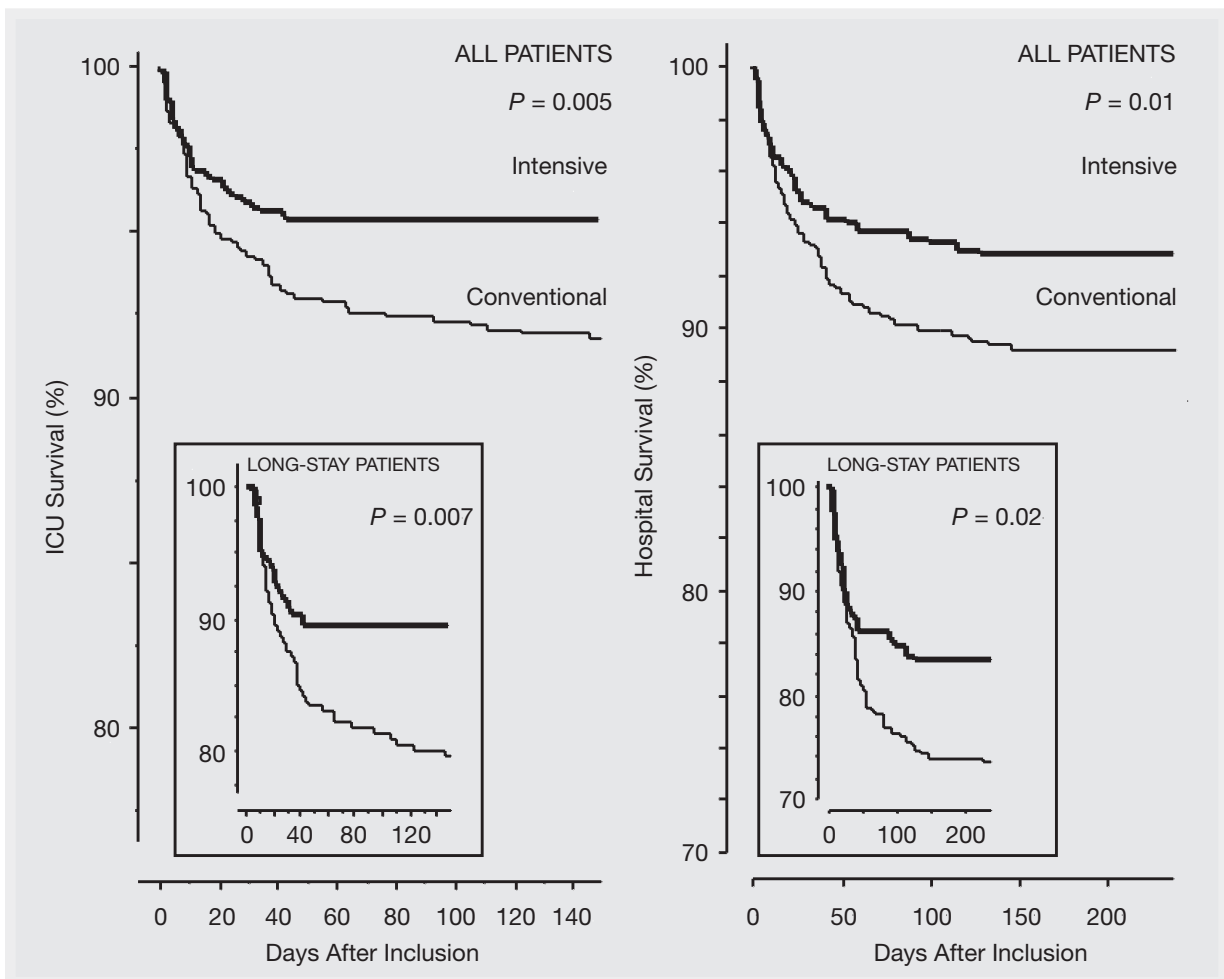 ALL PATIENTS
P = 0.005
Intensive
Conventional
ICU Survival (%)
100
90
80
LONG-STAY PATIENTS
P = 0.007
100
90
80
0 40 80 120
0 20 40 60 80 100 120 140
Days After Inclusion
ALL PATIENTS
P = 0.01
Intensive
Conventional
Hospital Survival (%)
100
90
80
70
LONG-STAY PATIENTS
P = 0.02
100
90
80
70
0 100 200
0 50 100 150 200
Days After Inclusion